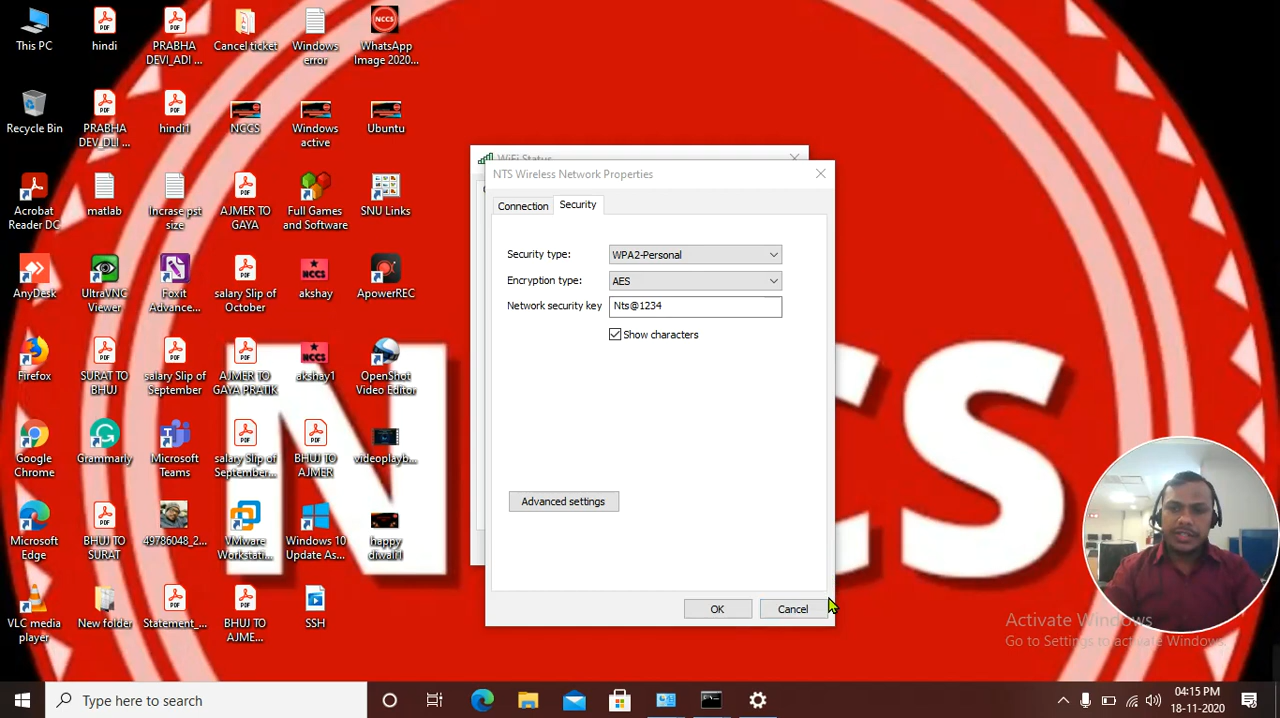 This PC
hindi
PRABHA
DEVI_ADI ...
Cancel ticket
Windows
error
WhatsApp
Image 2020...
NCCS
Recycle Bin
PRABHA
DEV_DLI ...
hindi1
NCCS
Windows
active
Ubuntu
Acrobat
Reader DC
matlab
Incrase pst
size
AJMER TO
GAYA
Full Games
and Software
SNU Links
AnyDesk
UltraVNC
Viewer
Foxit
Advance...
salary Slip of
October
akshay
ApowerREC
Firefox
SURAT TO
BHUJ
salary Slip of
September
AJMER TO
GAYA PRATIK
akshay1
OpenShot
Video Editor
Google
Chrome
Grammarly
Microsoft
Teams
salary Slip of
September...
BHUJ TO
AJMER
videoplayb...
Microsoft
Edge
BHUJ TO
SURAT
49786048_2...
VMware
Workstati...
Windows 10
Update As...
happy
diwali1
VLC media
player
New folder
Statement_...
BHUJ TO
AJME...
SSH
WiFi Status
NTS Wireless Network Properties
Connection
Security
Security type:
WPA2-Personal
Encryption type:
AES
Network security key
Nts@1234
Show characters
Advanced settings
OK
Cancel
N
CS
Activate Windows
Go to Settings to activate Windows.
Type here to search
04:15 PM
18-11-2020